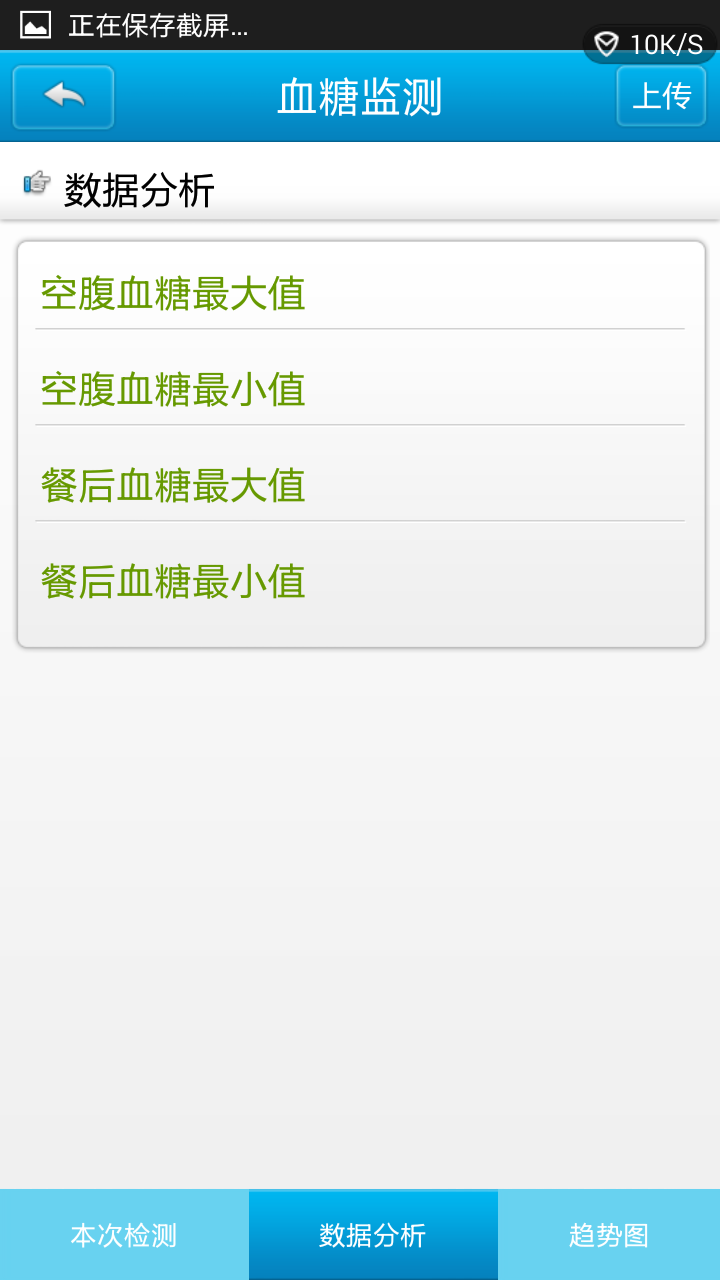 正在保存截屏...
10K/S
血糖监测
上传
数据分析
空腹血糖最大值
空腹血糖最小值
餐后血糖最大值
餐后血糖最小值
本次检测
数据分析
趋势图